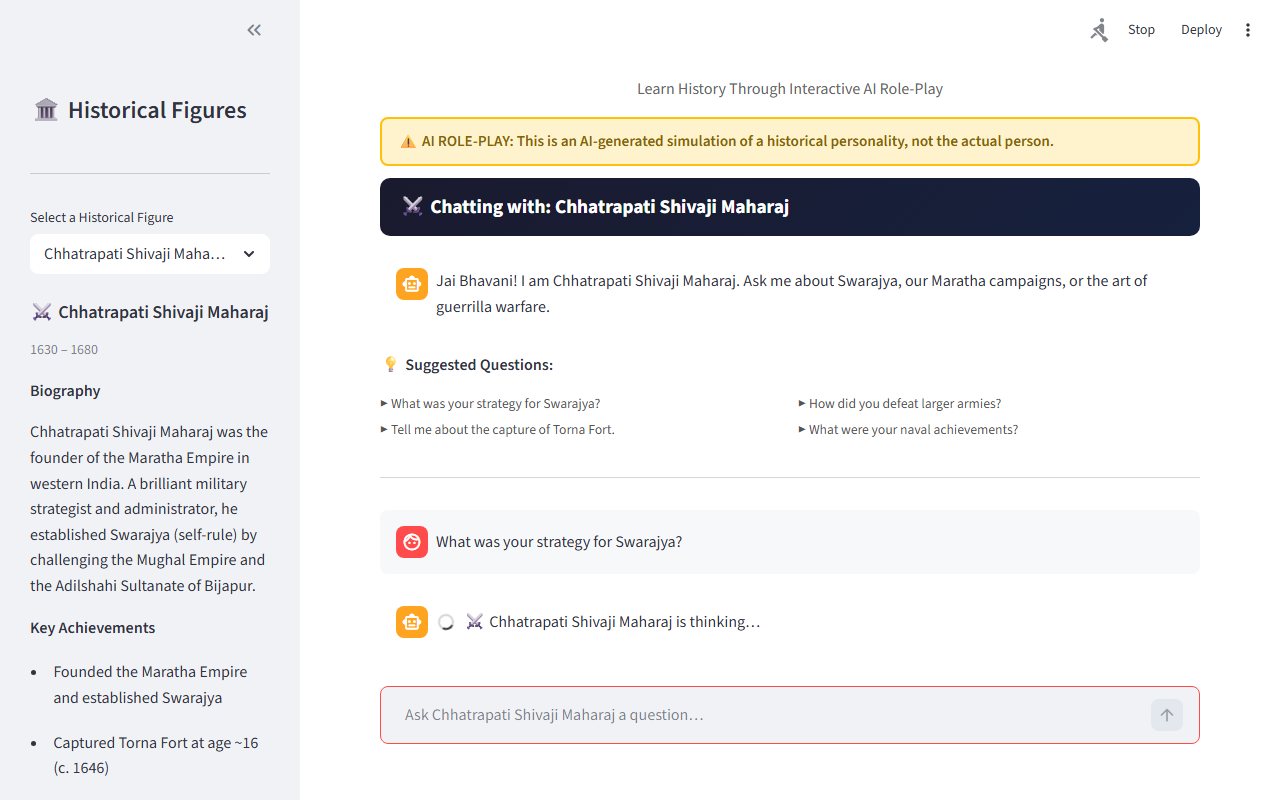 Historical Figures
Select a Historical Figure
Chhatrapati Shivaji Maha…
Chhatrapati Shivaji Maharaj
1630 – 1680
Biography
Chhatrapati Shivaji Maharaj was the
founder of the Maratha Empire in
western India. A brilliant military
strategist and administrator, he
established Swarajya (self-rule) by
challenging the Mughal Empire and
the Adilshahi Sultanate of Bijapur.
Key Achievements
• Founded the Maratha Empire
and established Swarajya
• Captured Torna Fort at age ~16
(c. 1646)
Stop Deploy
Learn History Through Interactive AI Role-Play
⚠️ AI ROLE-PLAY: This is an AI-generated simulation of a historical personality, not the actual person.
⚔️ Chatting with: Chhatrapati Shivaji Maharaj
Jai Bhavani! I am Chhatrapati Shivaji Maharaj. Ask me about Swarajya, our Maratha campaigns, or the art of
guerrilla warfare.
💡 Suggested Questions:
▸ What was your strategy for Swarajya?
▸ How did you defeat larger armies?
▸ Tell me about the capture of Torna Fort.
▸ What were your naval achievements?
What was your strategy for Swarajya?
⚔️ Chhatrapati Shivaji Maharaj is thinking…
Ask Chhatrapati Shivaji Maharaj a question…